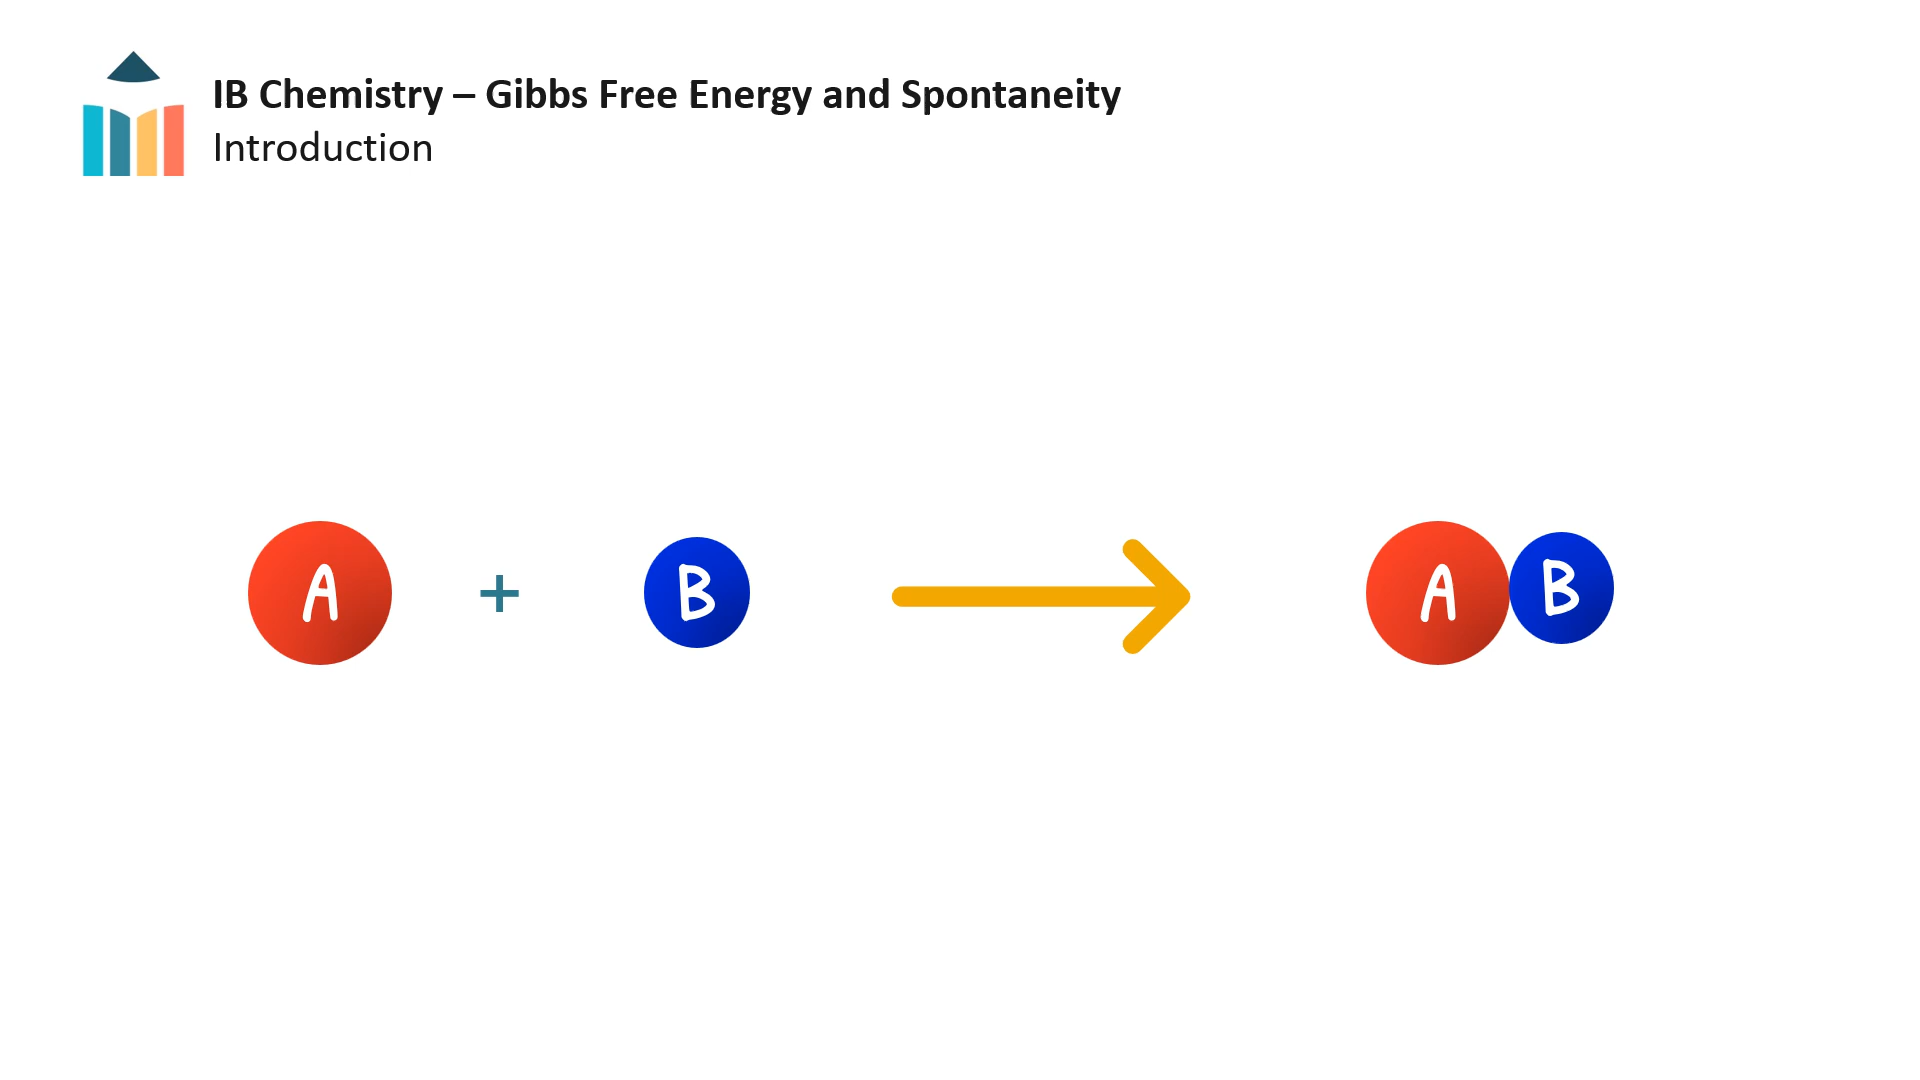 IB Chemistry – Gibbs Free Energy and Spontaneity
Introduction
A + B → A B